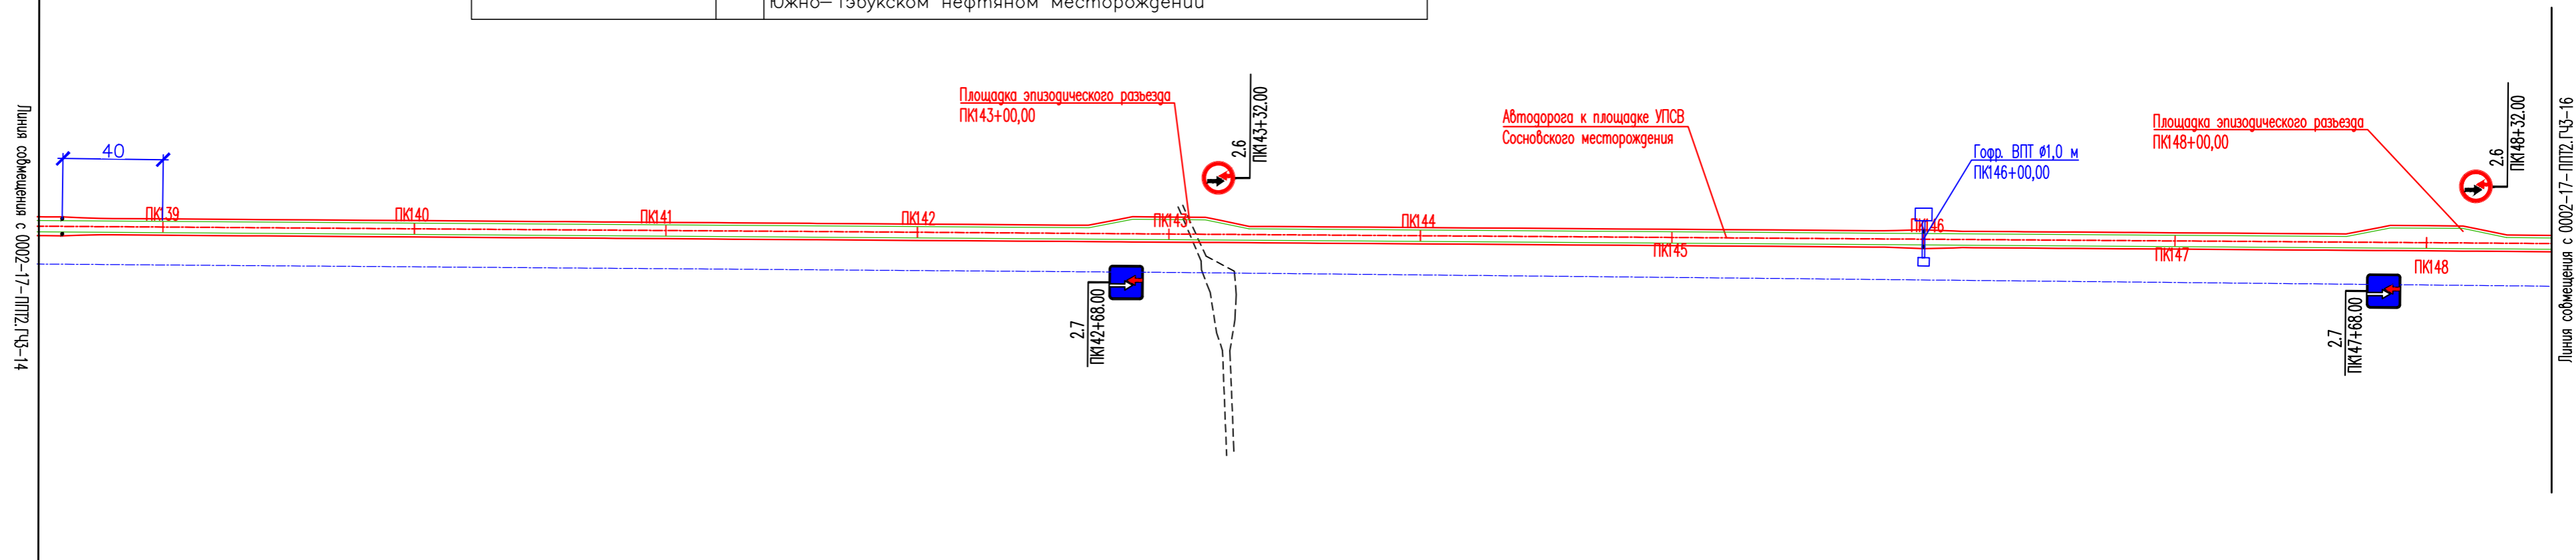 Южно-Тэбукском нефтяном месторождении
Линия совмещения с 0002-17-ППТ2.ГЧ3-14
40
Площадка эпизодического разъезда
ПК143+00,00
2.6
ПК143+32.00
Автодорога к площадке УПСВ
Сосновского месторождения
Гофр. ВПТ ø1,0 м
ПК146+00,00
Площадка эпизодического разъезда
ПК148+00,00
2.6
ПК148+32.00
Линия совмещения с 0002-17-ППТ2.ГЧ3-16
ПК139
ПК140
ПК141
ПК142
ПК143
ПК144
ПК145
ПК146
ПК147
ПК148
2.7
ПК142+68.00
2.7
ПК147+68.00